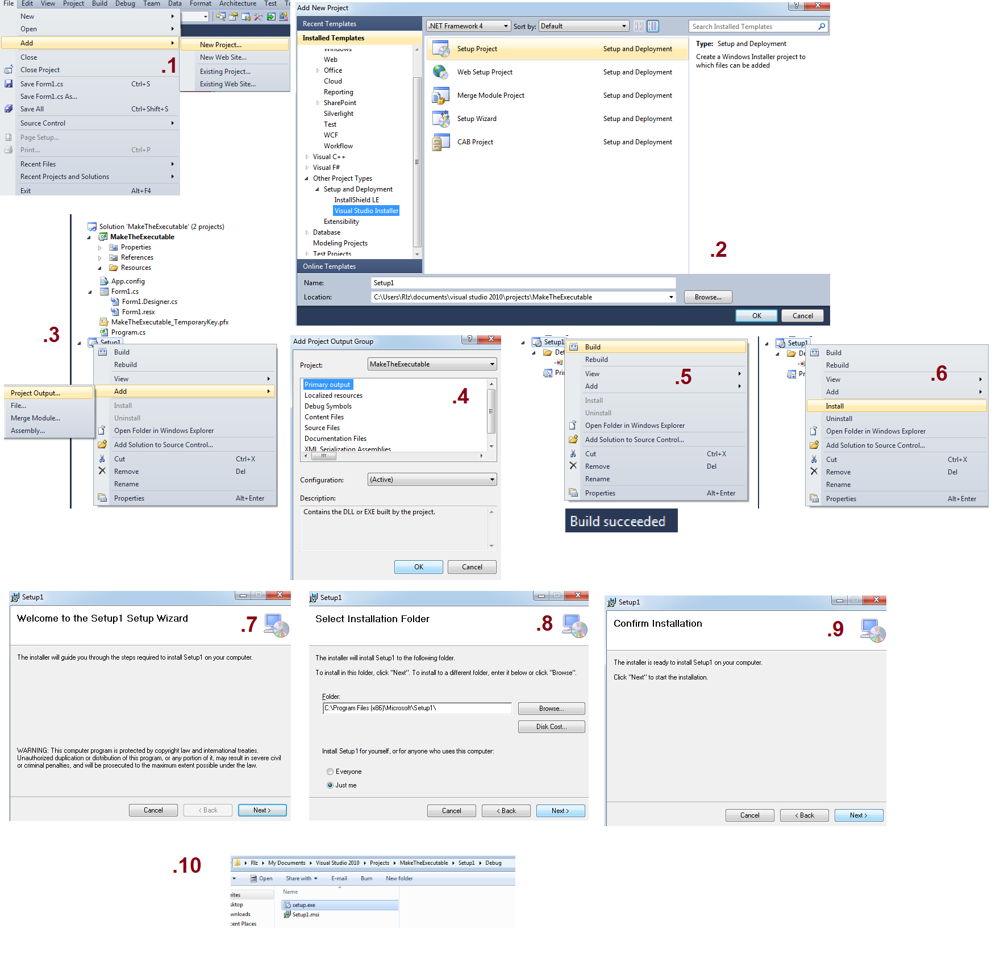 File Edit View Project Build Debug Team Data Format Architecture Test
New
Open
Add
Close
Close Project
Save Form1.cs Ctrl+S
Save Form1.cs As...
Save All Ctrl+Shift+S
Source Control
Page Setup...
Print... Ctrl+P
Recent Files
Recent Projects and Solutions
Exit Alt+F4
New Project...
New Web Site...
Existing Project...
Existing Web Site...
.1
Add New Project
Recent Templates
Installed Templates
Windows
Web
Office
Cloud
Reporting
SharePoint
Silverlight
Test
WCF
Workflow
Visual C++
Visual F#
Other Project Types
Setup and Deployment
InstallShield LE
Visual Studio Installer
Extensibility
Database
Modeling Projects
Test Projects
Online Templates
.NET Framework 4 Sort by: Default
Search Installed Templates
Setup Project Setup and Deployment
Web Setup Project Setup and Deployment
Merge Module Project Setup and Deployment
Setup Wizard Setup and Deployment
CAB Project Setup and Deployment
Type: Setup and Deployment
Create a Windows Installer project to
which files can be added
.2
Name: Setup1
Location: C:\Users\Rlz\documents\visual studio 2010\projects\MakeTheExecutable Browse...
OK Cancel
Solution 'MakeTheExecutable' (2 projects)
MakeTheExecutable
Properties
References
Resources
App.config
Form1.cs
Form1.Designer.cs
Form1.resx
MakeTheExecutable_TemporaryKey.pfx
Program.cs
Setup1
.3
Build
Rebuild
View
Add
Install
Uninstall
Open Folder in Windows Explorer
Add Solution to Source Control...
Cut Ctrl+X
Remove Del
Rename
Properties Alt+Enter
Project Output...
File...
Merge Module...
Assembly...
Add Project Output Group
Project: MakeTheExecutable
Primary output
Localized resources
Debug Symbols
Content Files
Source Files
Documentation Files
XML Serialization Assemblies
.4
Configuration: (Active)
Description:
Contains the DLL or EXE built by the project.
OK Cancel
Setup1
De
Pri
Build
Rebuild
View
Add
Install
Uninstall
Open Folder in Windows Explorer
Add Solution to Source Control...
Cut Ctrl+X
Remove Del
Rename
Properties Alt+Enter
.5
Build succeeded
Setup1
De
Pr
Build
Rebuild
View
Add
Install
Uninstall
Open Folder in Windows Explorer
Add Solution to Source Control...
Cut Ctrl+X
Remove Del
Rename
Properties Alt+Enter
.6
Setup1
Welcome to the Setup1 Setup Wizard
.7
The installer will guide you through the steps required to install Setup1 on your computer.
WARNING: This computer program is protected by copyright law and international treaties.
Unauthorized duplication or distribution of this program, or any portion of it, may result in severe civil
or criminal penalties, and will be prosecuted to the maximum extent possible under the law.
Cancel < Back Next >
Setup1
Select Installation Folder
.8
The installer will install Setup1 to the following folder.
To install in this folder, click "Next". To install to a different folder, enter it below or click "Browse".
Folder:
C:\Program Files (x86)\Microsoft\Setup1\ Browse...
Disk Cost...
Install Setup1 for yourself, or for anyone who uses this computer:
Everyone
Just me
Cancel < Back Next >
Setup1
Confirm Installation
.9
The installer is ready to install Setup1 on your computer.
Click "Next" to start the installation.
Cancel < Back Next >
.10
Rlz My Documents Visual Studio 2010 Projects MakeTheExecutable Setup1 Debug
Open Share with E-mail Burn New folder
Name
rites
sktop
wnloads
cent Places
setup.exe
Setup1.msi